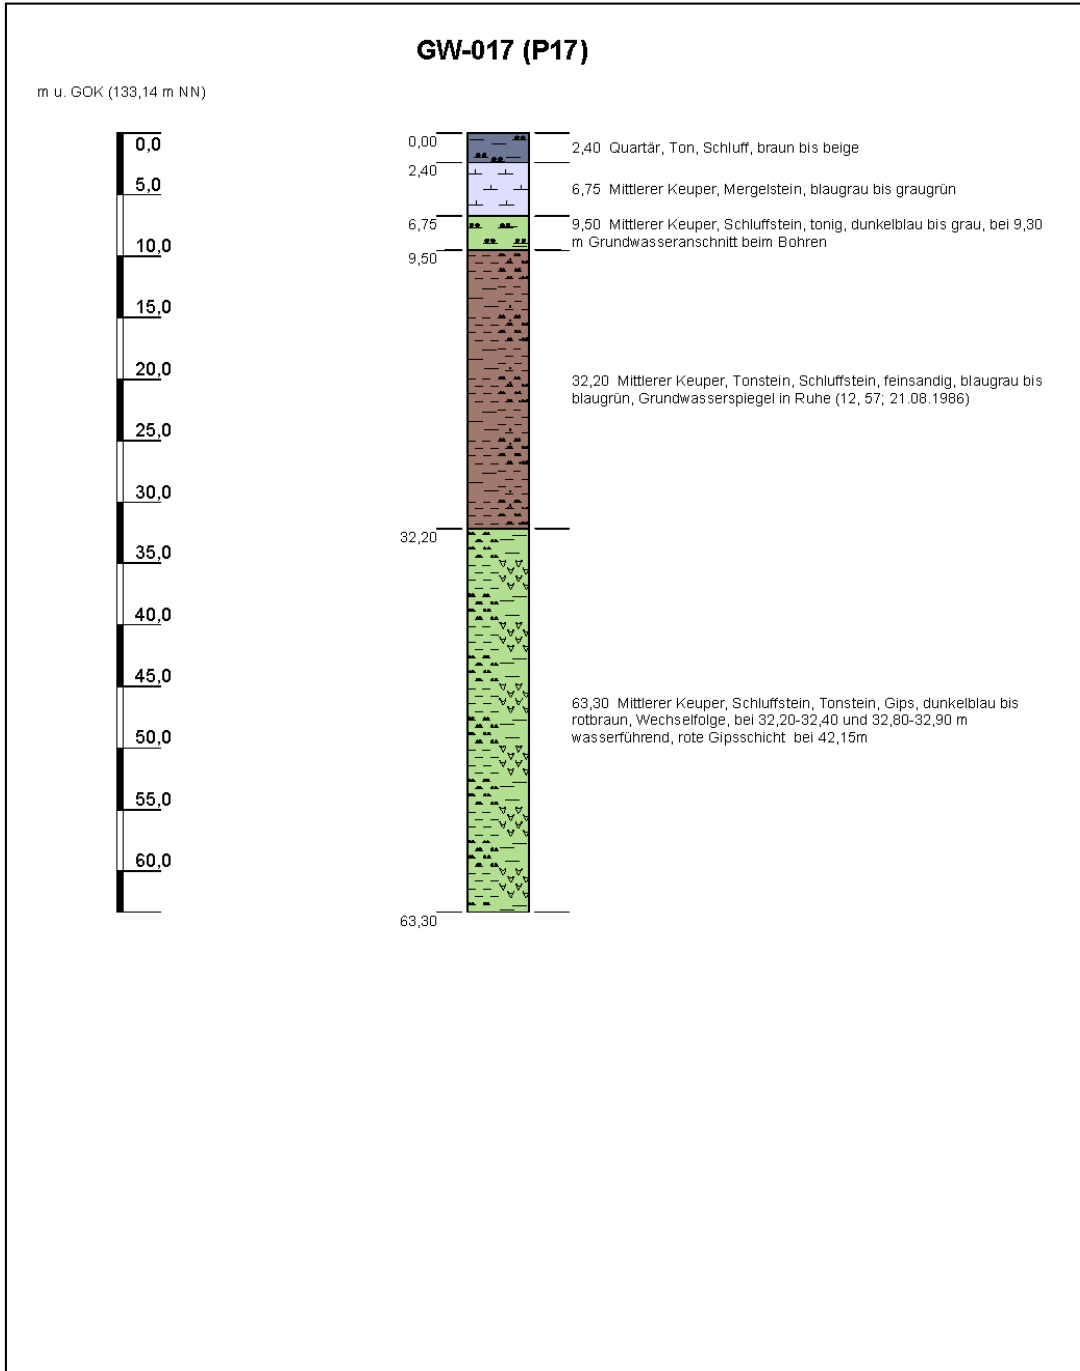 GW-017 (P17)
m u. GOK (133,14 m NN)
0,0
5,0
10,0
15,0
20,0
25,0
30,0
35,0
40,0
45,0
50,0
55,0
60,0
0,00
2,40
6,75
9,50
32,20
63,30
2,40 Quartär, Ton, Schluff, braun bis beige
6,75 Mittlerer Keuper, Mergelstein, blaugrau bis graugrün
9,50 Mittlerer Keuper, Schluffstein, tonig, dunkelblau bis grau, bei 9,30
m Grundwasseranschnitt beim Bohren
32,20 Mittlerer Keuper, Tonstein, Schluffstein, feinsandig, blaugrau bis
blaugrün, Grundwasserspiegel in Ruhe (12, 57; 21.08.1986)
63,30 Mittlerer Keuper, Schluffstein, Tonstein, Gips, dunkelblau bis
rotbraun, Wechselfolge, bei 32,20-32,40 und 32,80-32,90 m
wasserführend, rote Gipsschicht bei 42,15m